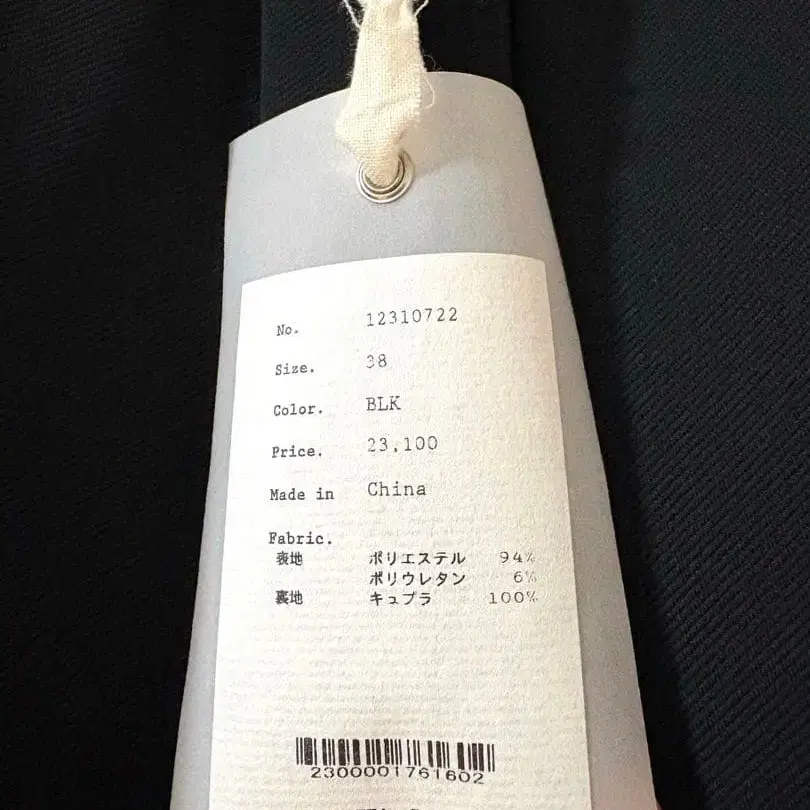 No. 12310722
Size. 38
Color. BLK
Price. 23,100
Made in China
Fabric.
表地 ポリエステル 94%
ポリウレタン 6%
裏地 キュプラ 100%
2300001761602